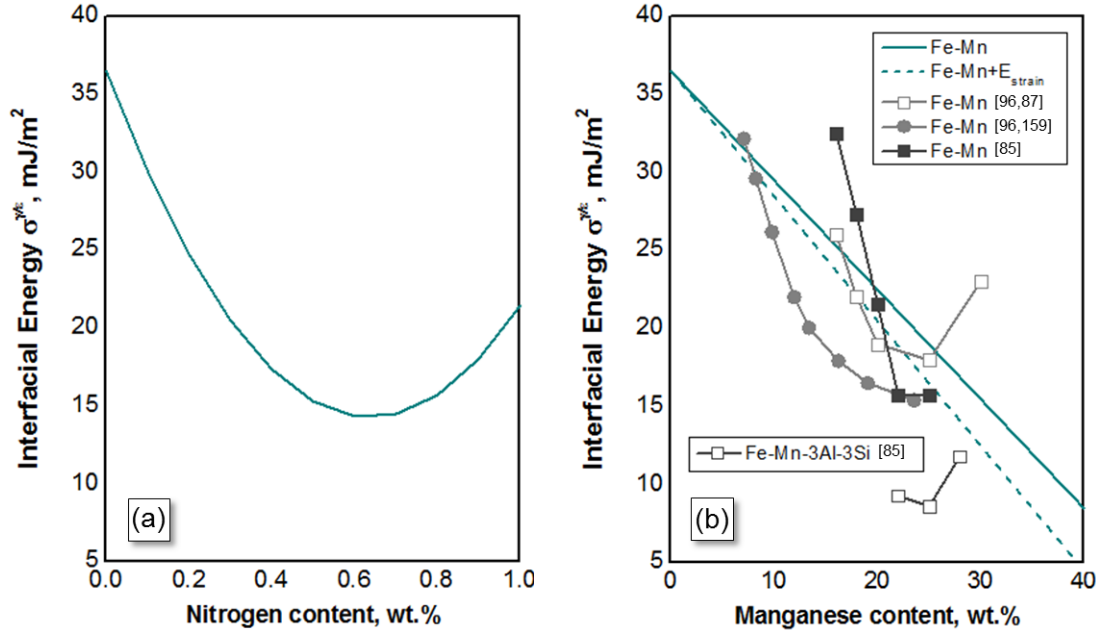 40
35
30
25
20
15
10
5
0.0 0.2 0.4 0.6 0.8 1.0
Nitrogen content, wt.%
Interfacial Energy σ^γ/ε, mJ/m²
(a)
40
35
30
25
20
15
10
5
0 10 20 30 40
Manganese content, wt.%
Interfacial Energy σ^γ/ε, mJ/m²
Fe-Mn
Fe-Mn+E_strain
Fe-Mn [96,87]
Fe-Mn [96,159]
Fe-Mn [85]
Fe-Mn-3Al-3Si [85]
(b)